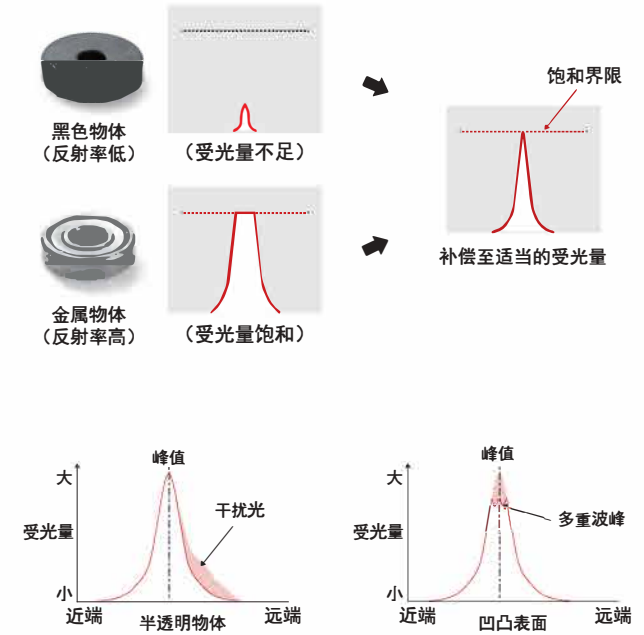 饱和界限
黑色物体
（反射率低）
（受光量不足）
补偿至适当的受光量
金属物体
（反射率高）
（受光量饱和）
峰值
大
干扰光
受光量
小
近端
半透明物体
远端
峰值
大
多重波峰
受光量
小
近端
凹凸表面
远端